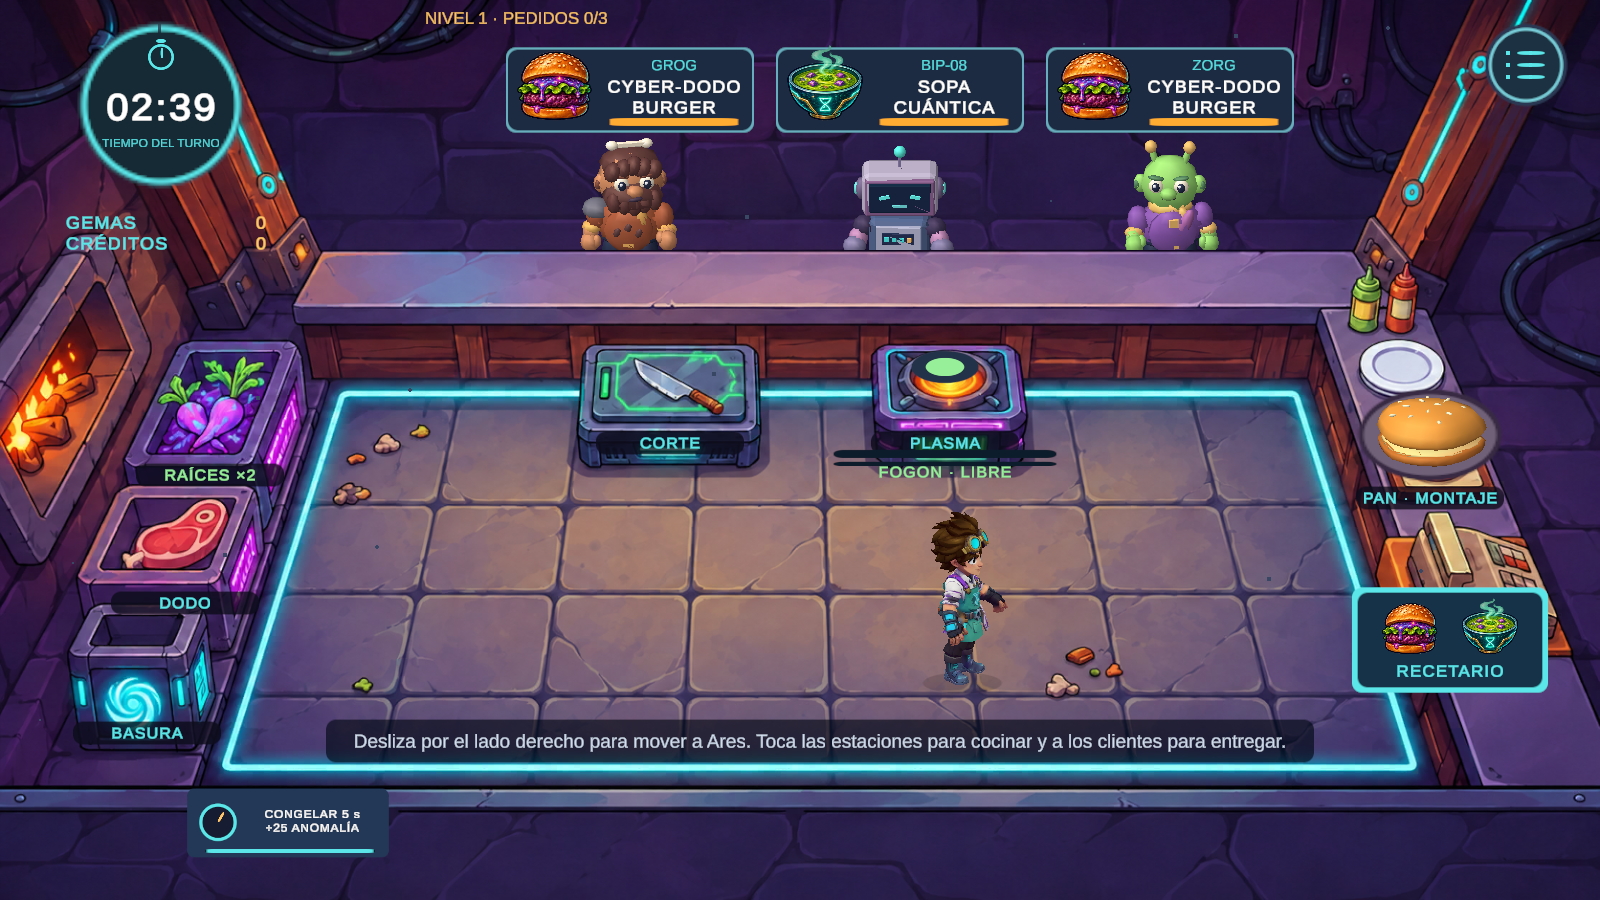 NIVEL 1 · PEDIDOS 0/3
02:39
TIEMPO DEL TURNO
GROG
CYBER-DODO
BURGER
BIP-08
SOPA
CUÁNTICA
ZORG
CYBER-DODO
BURGER
GEMAS 0
CRÉDITOS 0
CORTE
PLASMA
FOGON · LIBRE
RAÍCES ×2
PAN · MONTAJE
DODO
RECETARIO
BASURA
Desliza por el lado derecho para mover a Ares. Toca las estaciones para cocinar y a los clientes para entregar.
CONGELAR 5 s
+25 ANOMALÍA